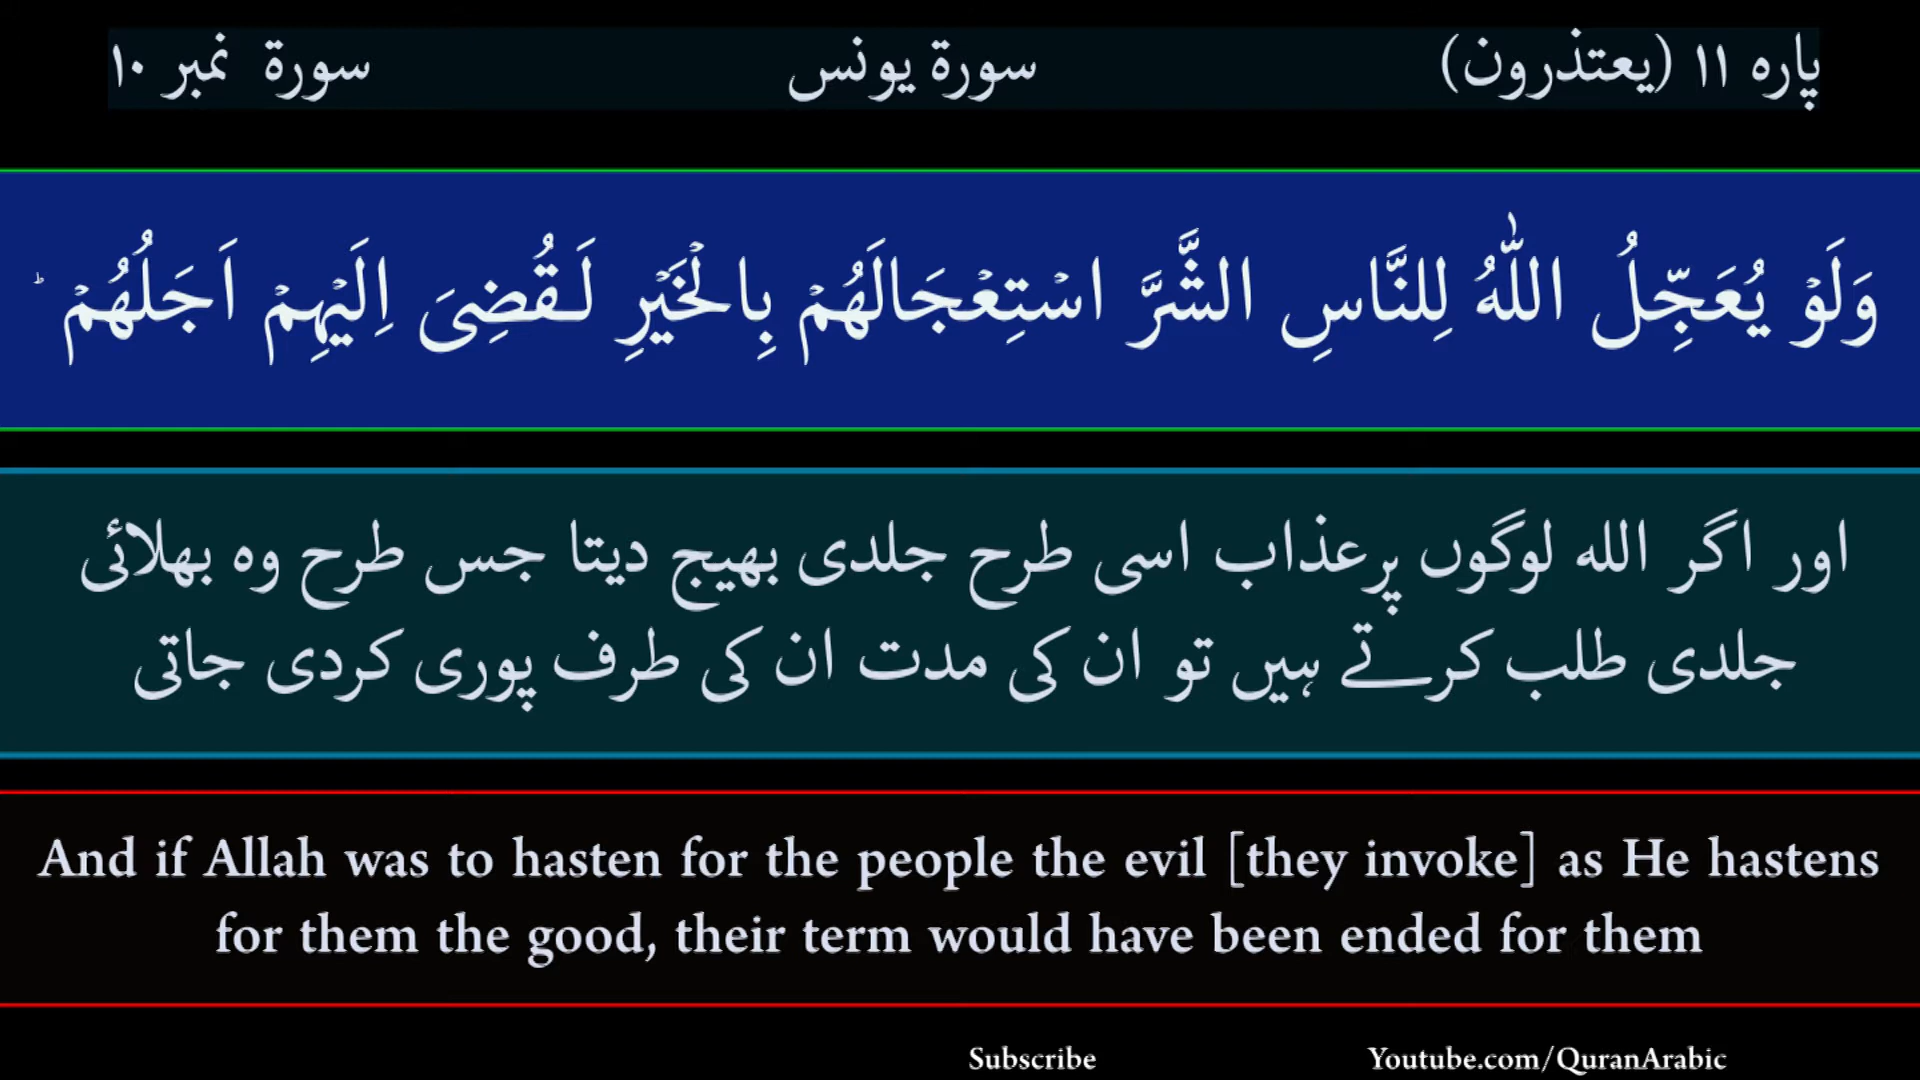 پارہ ۱۱ (یعتذرون) سورۃ یونس سورۃ نمبر ۱۰
وَلَوۡ يُعَجِّلُ اللّٰهُ لِلنَّاسِ الشَّرَّ اسۡتِعۡجَالَهُمۡ بِالۡخَيۡرِ لَـقُضِىَ اِلَيۡهِمۡ اَجَلُهُمۡ‌ؕ
اور اگر الله لوگوں پرعذاب اسی طرح جلدی بھیج دیتا جس طرح وہ بھلائی
جلدی طلب کرتے ہیں تو ان کی مدت ان کی طرف پوری کردی جاتی
And if Allah was to hasten for the people the evil [they invoke] as He hastens
for them the good, their term would have been ended for them
Subscribe Youtube.com/QuranArabic